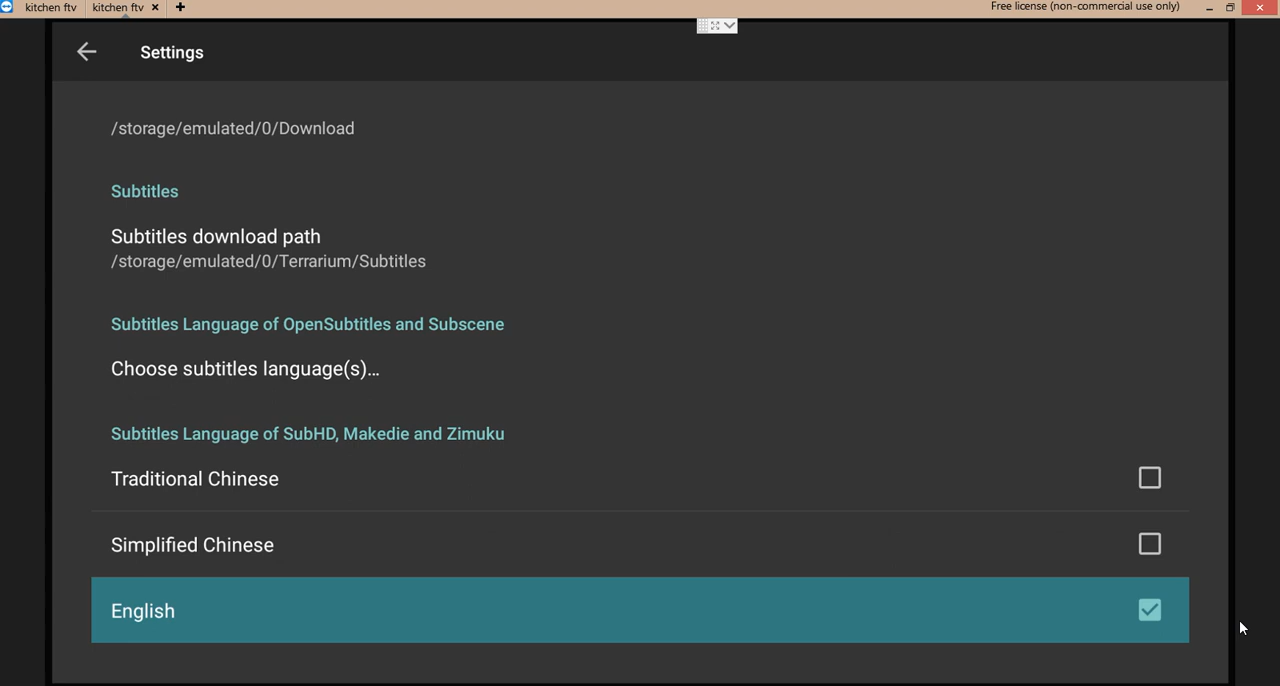 kitchen ftv
kitchen ftv
Free license (non-commercial use only)
Settings
/storage/emulated/0/Download
Subtitles
Subtitles download path
/storage/emulated/0/Terrarium/Subtitles
Subtitles Language of OpenSubtitles and Subscene
Choose subtitles language(s)...
Subtitles Language of SubHD, Makedie and Zimuku
Traditional Chinese
Simplified Chinese
English